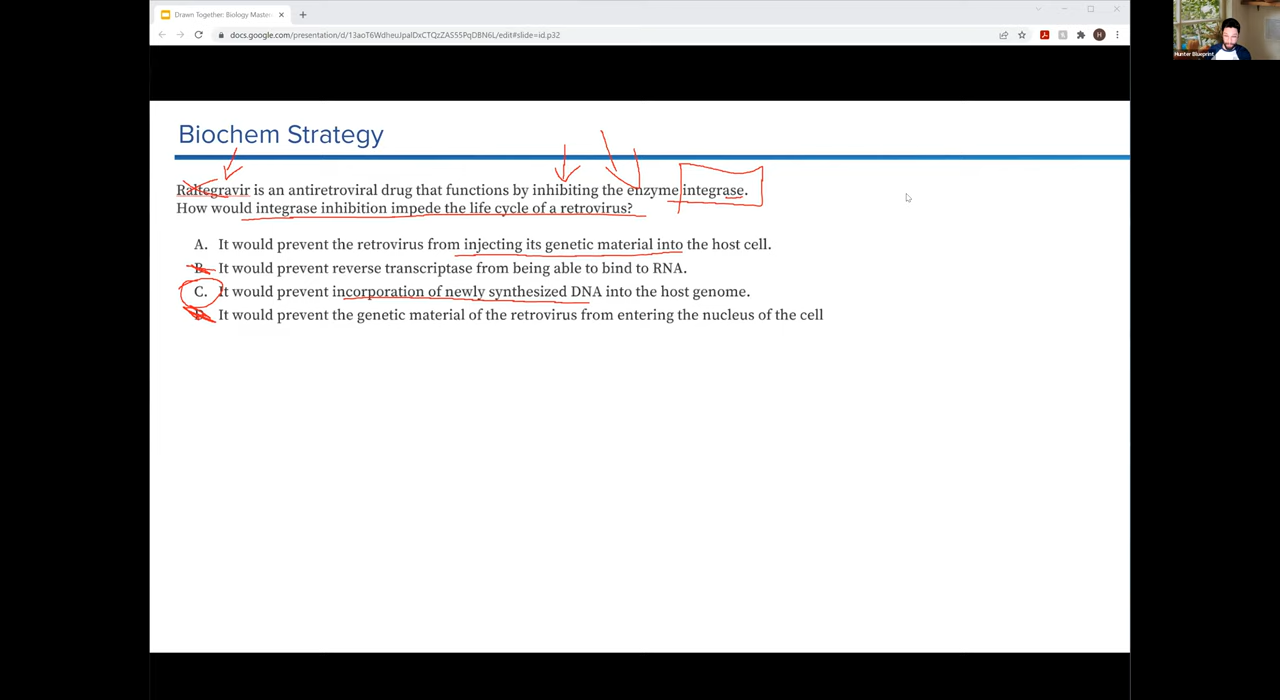 Drawn Together: Biology Master
docs.google.com/presentation/d/13aoT6WdheuJpalDxCTQzZAS55PqDBN6L/edit#slide=id.p32
H
Hunter Blueprint
Biochem Strategy
Raltegravir is an antiretroviral drug that functions by inhibiting the enzyme integrase.
How would integrase inhibition impede the life cycle of a retrovirus?
A. It would prevent the retrovirus from injecting its genetic material into the host cell.
B. It would prevent reverse transcriptase from being able to bind to RNA.
C. It would prevent incorporation of newly synthesized DNA into the host genome.
D. It would prevent the genetic material of the retrovirus from entering the nucleus of the cell